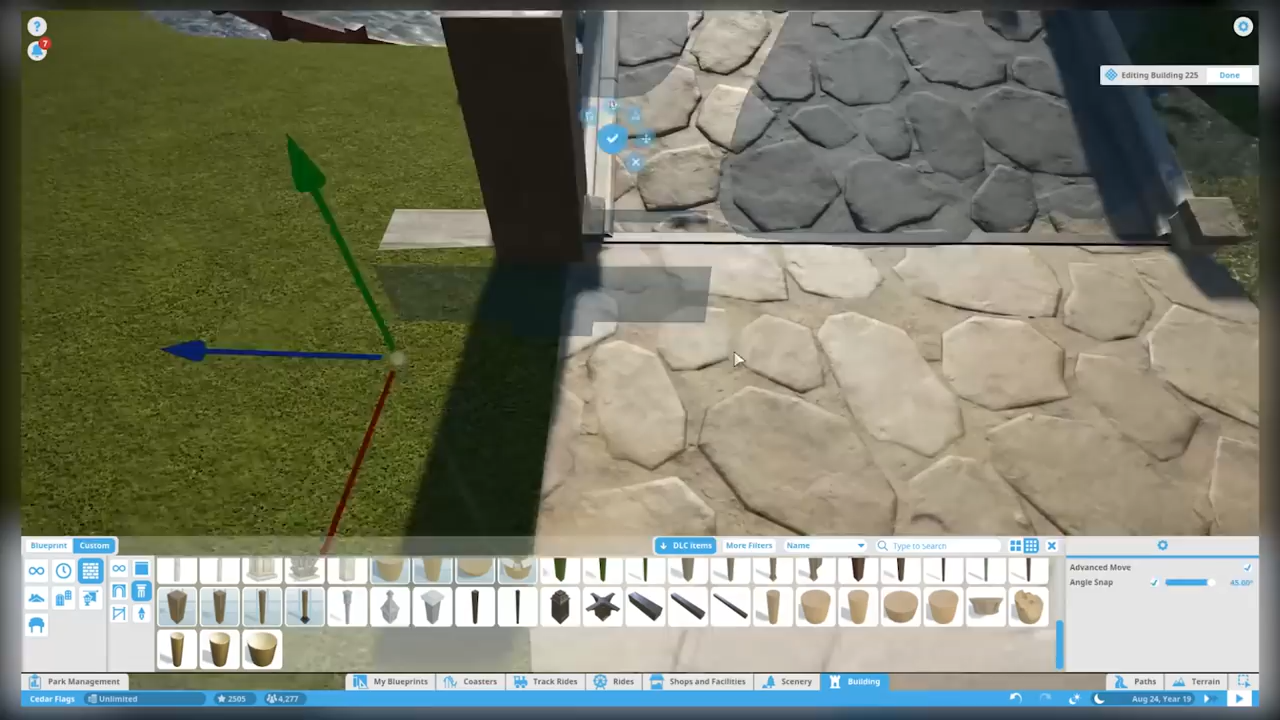 ?
7
Editing Building 225 Done
Blueprint Custom DLC Items More Filters Name Type to Search
Advanced Move
Angle Snap 45.00°
Park Management My Blueprints Coasters Track Rides Rides Shops and Facilities Scenery Building Paths Terrain
Cedar Flags Unlimited 2505 4,277 Aug 24, Year 19